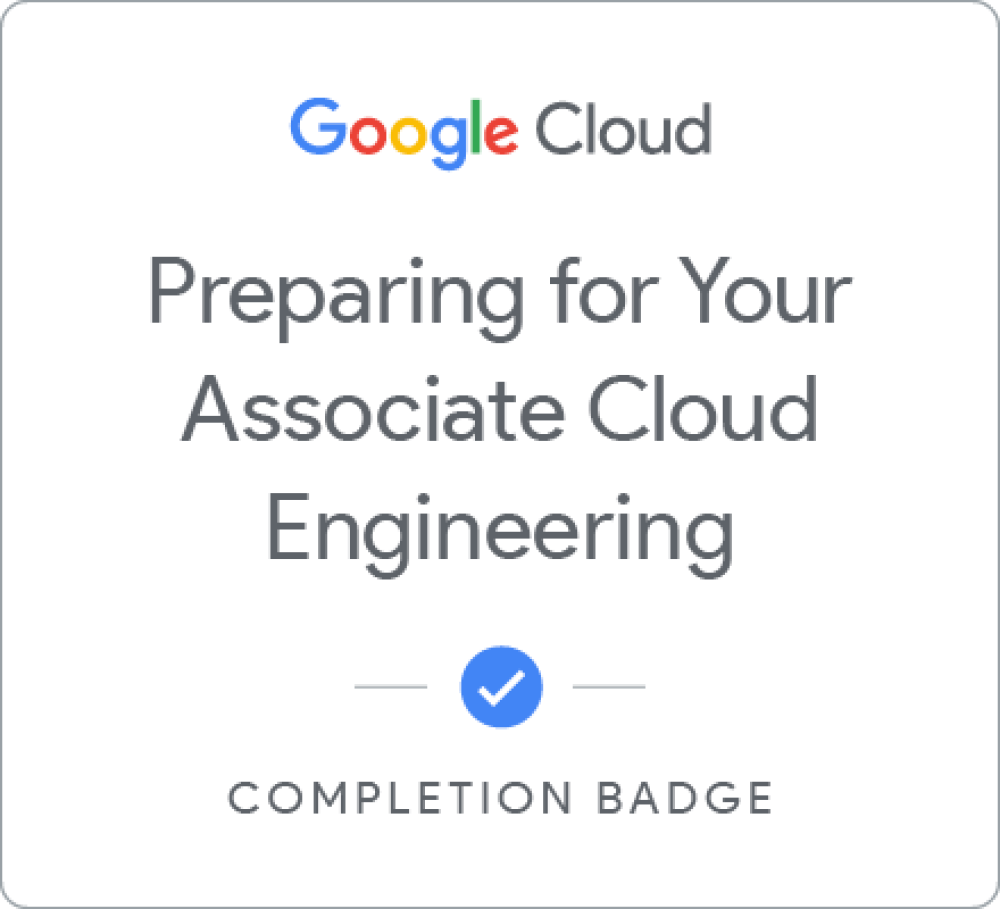 Google Cloud
Preparing for Your
Associate Cloud
Engineering
COMPLETION BADGE